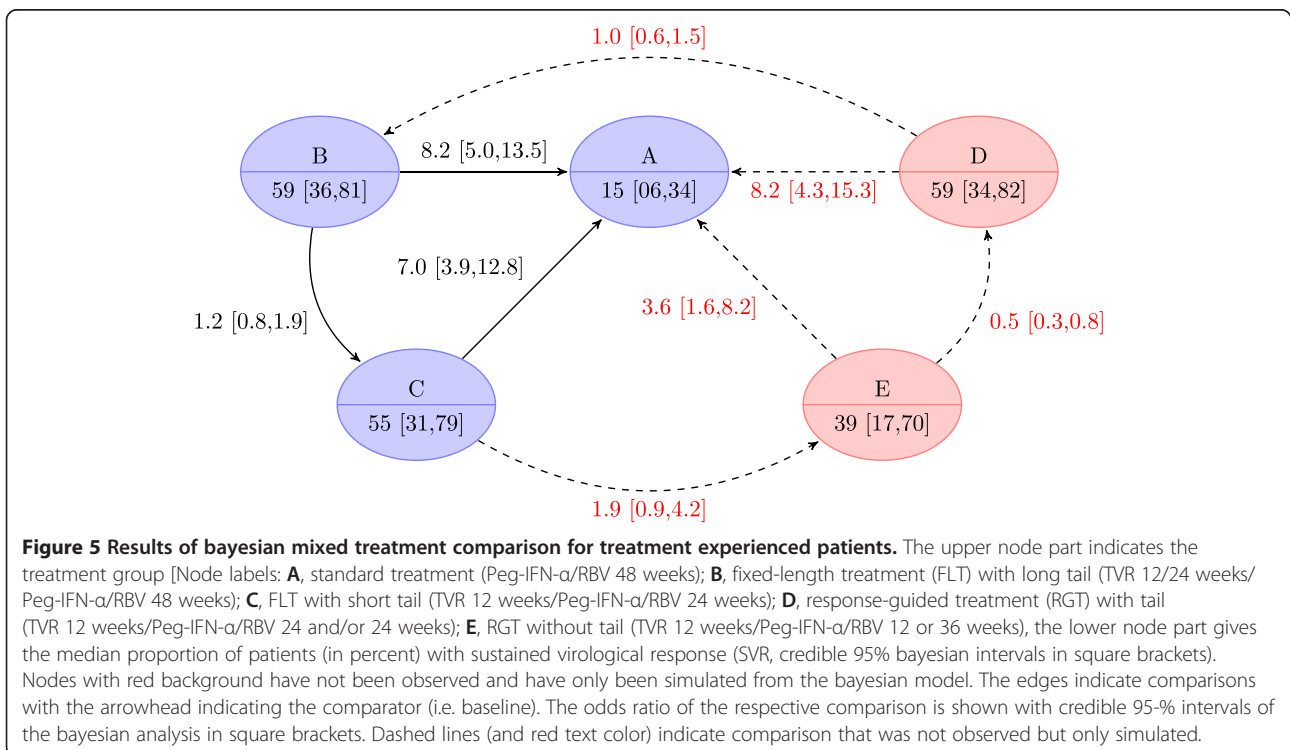 1.0 [0.6,1.5]
B
59 [36,81]
8.2 [5.0,13.5]
A
15 [06,34]
8.2 [4.3,15.3]
D
59 [34,82]
7.0 [3.9,12.8]
3.6 [1.6,8.2]
1.2 [0.8,1.9]
0.5 [0.3,0.8]
C
55 [31,79]
E
39 [17,70]
1.9 [0.9,4.2]
Figure 5 Results of bayesian mixed treatment comparison for treatment experienced patients. The upper node part indicates the
treatment group [Node labels: A, standard treatment (Peg-IFN-α/RBV 48 weeks); B, fixed-length treatment (FLT) with long tail (TVR 12/24 weeks/
Peg-IFN-α/RBV 48 weeks); C, FLT with short tail (TVR 12 weeks/Peg-IFN-α/RBV 24 weeks); D, response-guided treatment (RGT) with tail
(TVR 12 weeks/Peg-IFN-α/RBV 24 and/or 24 weeks); E, RGT without tail (TVR 12 weeks/Peg-IFN-α/RBV 12 or 36 weeks), the lower node part gives
the median proportion of patients (in percent) with sustained virological response (SVR, credible 95% bayesian intervals in square brackets).
Nodes with red background have not been observed and have only been simulated from the bayesian model. The edges indicate comparisons
with the arrowhead indicating the comparator (i.e. baseline). The odds ratio of the respective comparison is shown with credible 95-% intervals of
the bayesian analysis in square brackets. Dashed lines (and red text color) indicate comparison that was not observed but only simulated.